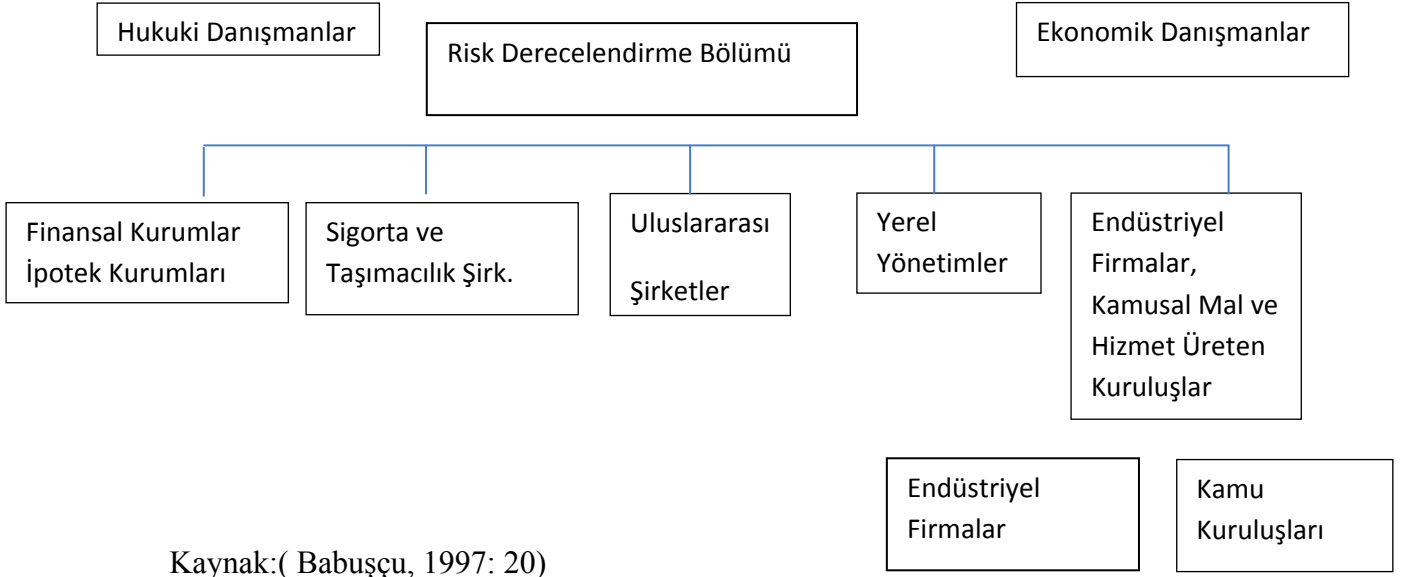 Hukuki Danışmanlar
Risk Derecelendirme Bölümü
Ekonomik Danışmanlar
Finansal Kurumlar
İpotek Kurumları
Sigorta ve
Taşımacılık Şirk.
Uluslararası
Şirketler
Yerel
Yönetimler
Endüstriyel
Firmalar,
Kamusal Mal ve
Hizmet Üreten
Kuruluşlar
Endüstriyel
Firmalar
Kamu
Kuruluşları
Kaynak:( Babuşçu, 1997: 20)